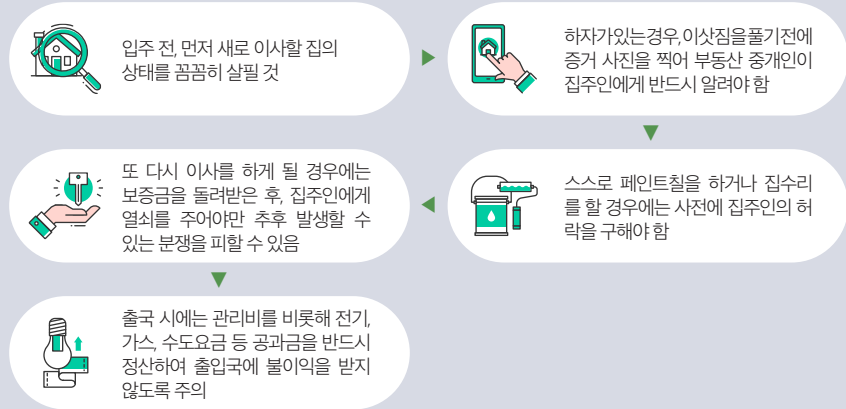 입주 전, 먼저 새로 이사할 집의
상태를 꼼꼼히 살필 것
하자가있는경우, 이삿짐을풀기전에
증거 사진을 찍어 부동산 중개인이
집주인에게 반드시 알려야 함
스스로 페인트칠을 하거나 집수리
를 할 경우에는 사전에 집주인의 허
락을 구해야 함
또 다시 이사를 하게 될 경우에는
보증금을 돌려받은 후, 집주인에게
열쇠를 주어야만 추후 발생할 수
있는 분쟁을 피할 수 있음
출국 시에는 관리비를 비롯해 전기,
가스, 수도요금 등 공과금을 반드시
정산하여 출입국에 불이익을 받지
않도록 주의